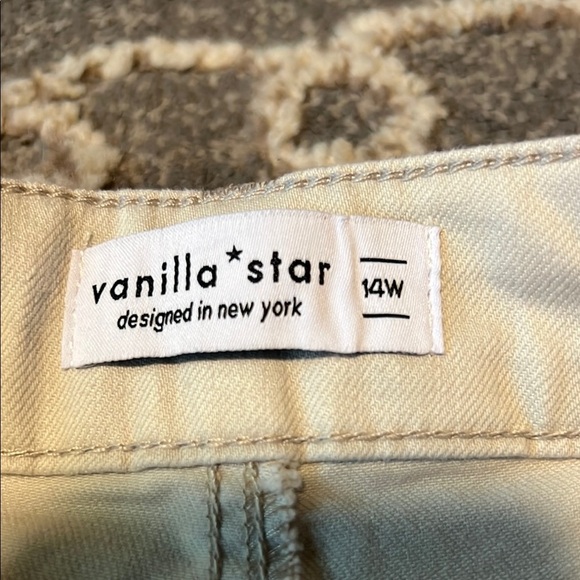 vanilla*star
designed in new york
14W